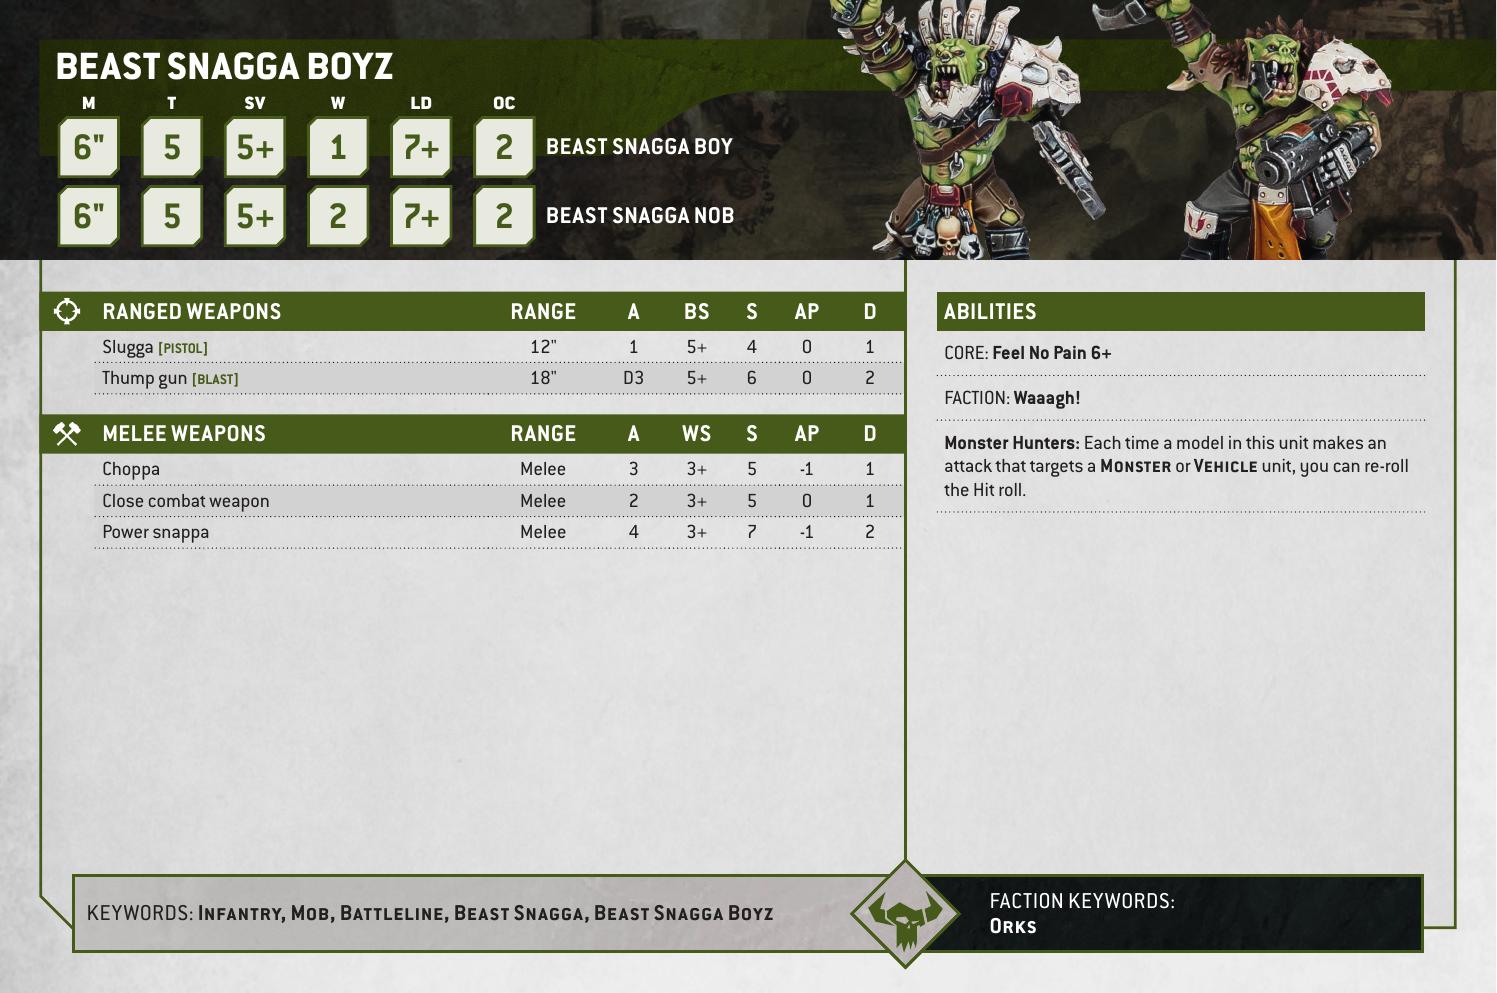 BEAST SNAGGA BOYZ
M T SV W LD OC
6" 5 5+ 1 7+ 2 BEAST SNAGGA BOY
6" 5 5+ 2 7+ 2 BEAST SNAGGA NOB
RANGED WEAPONS RANGE A BS S AP D
Slugga [PISTOL] 12" 1 5+ 4 0 1
Thump gun [BLAST] 18" D3 5+ 6 0 2
MELEE WEAPONS RANGE A WS S AP D
Choppa Melee 3 3+ 5 -1 1
Close combat weapon Melee 2 3+ 5 0 1
Power snappa Melee 4 3+ 7 -1 2
ABILITIES
CORE: Feel No Pain 6+
FACTION: Waaagh!
Monster Hunters: Each time a model in this unit makes an
attack that targets a MONSTER or VEHICLE unit, you can re-roll
the Hit roll.
KEYWORDS: INFANTRY, MOB, BATTLELINE, BEAST SNAGGA, BEAST SNAGGA BOYZ
FACTION KEYWORDS:
ORKS